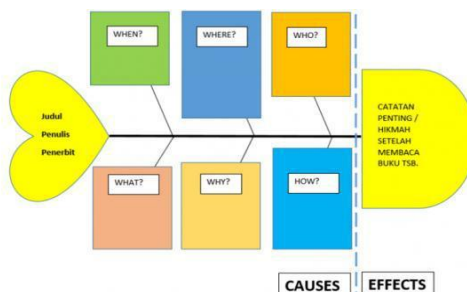 WHEN?
WHERE?
WHO?
Judul
Penulis
Penerbit
CATATAN
PENTING /
HIKMAH
SETELAH
MEMBACA
BUKU TSB.
WHAT?
WHY?
HOW?
CAUSES
EFFECTS